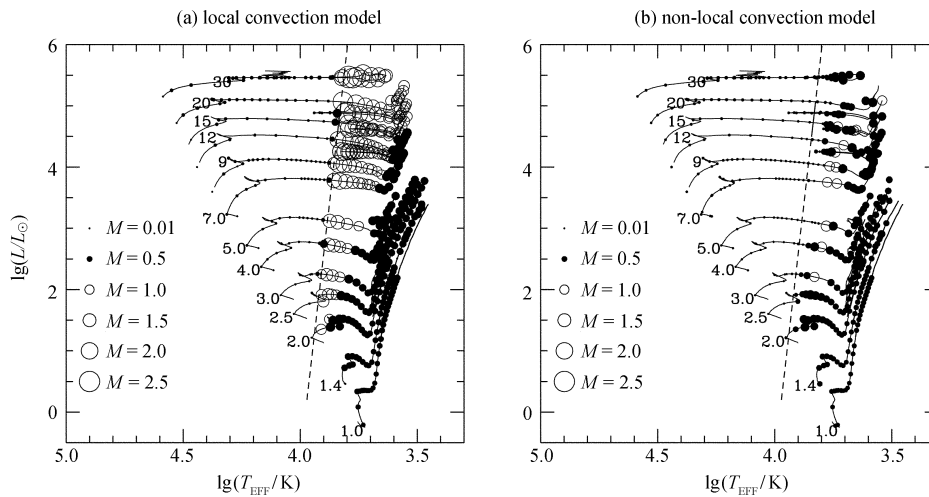 (a) local convection model
(b) non-local convection model
6
4
2
0
lg(L/L☉)
30
20
15
12
9
7.0
5.0
4.0
3.0
2.5
2.0
1.4
1.0
M = 0.01
M = 0.5
M = 1.0
M = 1.5
M = 2.0
M = 2.5
5.0 4.5 4.0 3.5
lg(T_EFF/K)
6
4
2
0
30
20
15
12
9
7.0
5.0
4.0
3.0
2.5
2.0
1.4
1.0
M = 0.01
M = 0.5
M = 1.0
M = 1.5
M = 2.0
M = 2.5
5.0 4.5 4.0 3.5
lg(T_EFF/K)